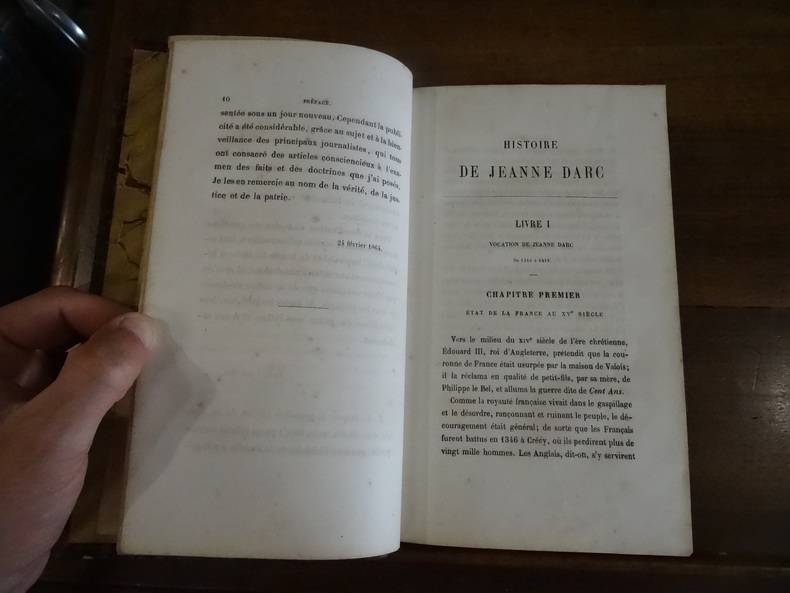 10
PRÉFACE.
sentée sous un jour nouveau. Cependant la publi-
cité a été considérable, grâce au sujet et à la bien-
veillance des principaux journalistes, qui tous
ont consacré des articles consciencieux à l'exa-
men des faits et des doctrines que j'ai posés.
Je les en remercie au nom de la vérité, de la jus-
tice et de la patrie.
24 février 1864.
HISTOIRE
DE JEANNE DARC
LIVRE I
VOCATION DE JEANNE DARC
CHAPITRE PREMIER
ÉTAT DE LA FRANCE AU XVe SIÈCLE
Vers le milieu du XIVe siècle de l'ère chrétienne,
Édouard III, roi d'Angleterre, prétendit que la cou-
ronne de France était usurpée par la maison de Valois;
il la réclama en qualité de petit-fils, par sa mère, de
Philippe le Bel, et alluma la guerre dite de Cent Ans.
Comme la royauté française vivait dans le gaspillage
et le désordre, rançonnant et ruinant le peuple, le dé-
couragement était général; de sorte que les Français
furent battus en 1346 à Crécy, où ils perdirent plus de
vingt mille hommes. Les Anglais, dit-on, s'y servirent